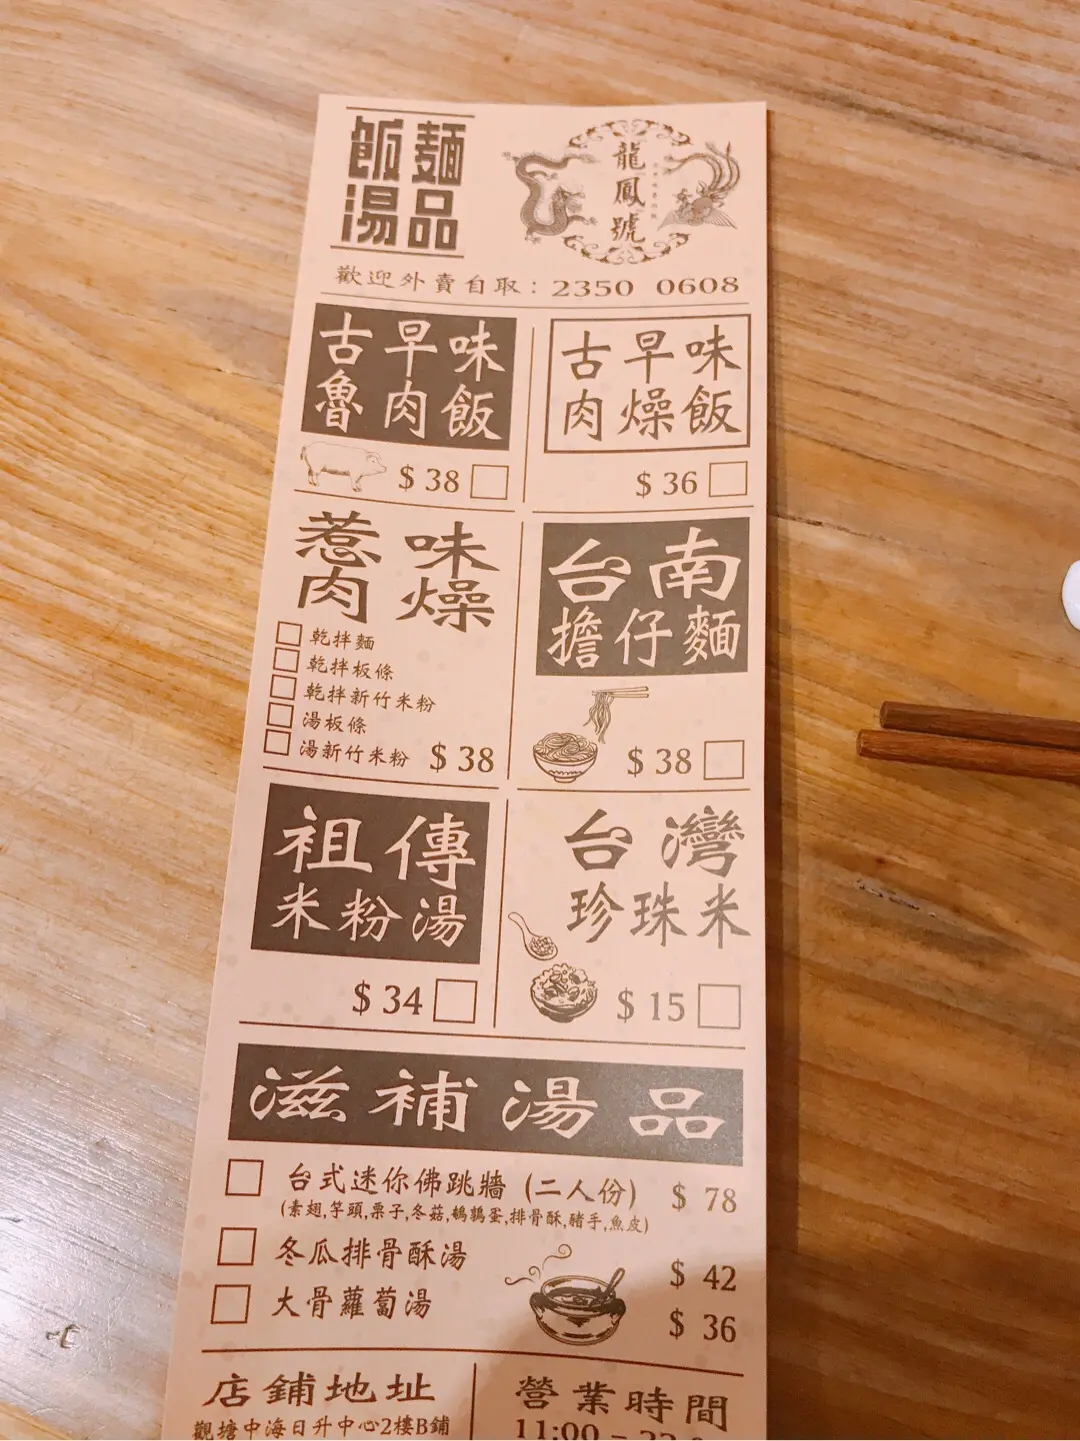 飯麵
湯品
龍鳳號
歡迎外賣自取：2350 0608
古早味
魯肉飯
$ 38
古早味
肉燥飯
$ 36
惹味
肉燥
乾拌麵
乾拌板條
乾拌新竹米粉
湯板條
湯新竹米粉 $ 38
台南
擔仔麵
$ 38
祖傳
米粉湯
$ 34
台灣
珍珠米
$ 15
滋補湯品
台式迷你佛跳牆 (二人份) $ 78
(素翅,芋頭,栗子,冬菇,鵪鶉蛋,排骨酥,豬手,魚皮)
冬瓜排骨酥湯 $ 42
大骨蘿蔔湯 $ 36
店鋪地址
觀塘中海日升中心2樓B鋪
營業時間
11:00 –